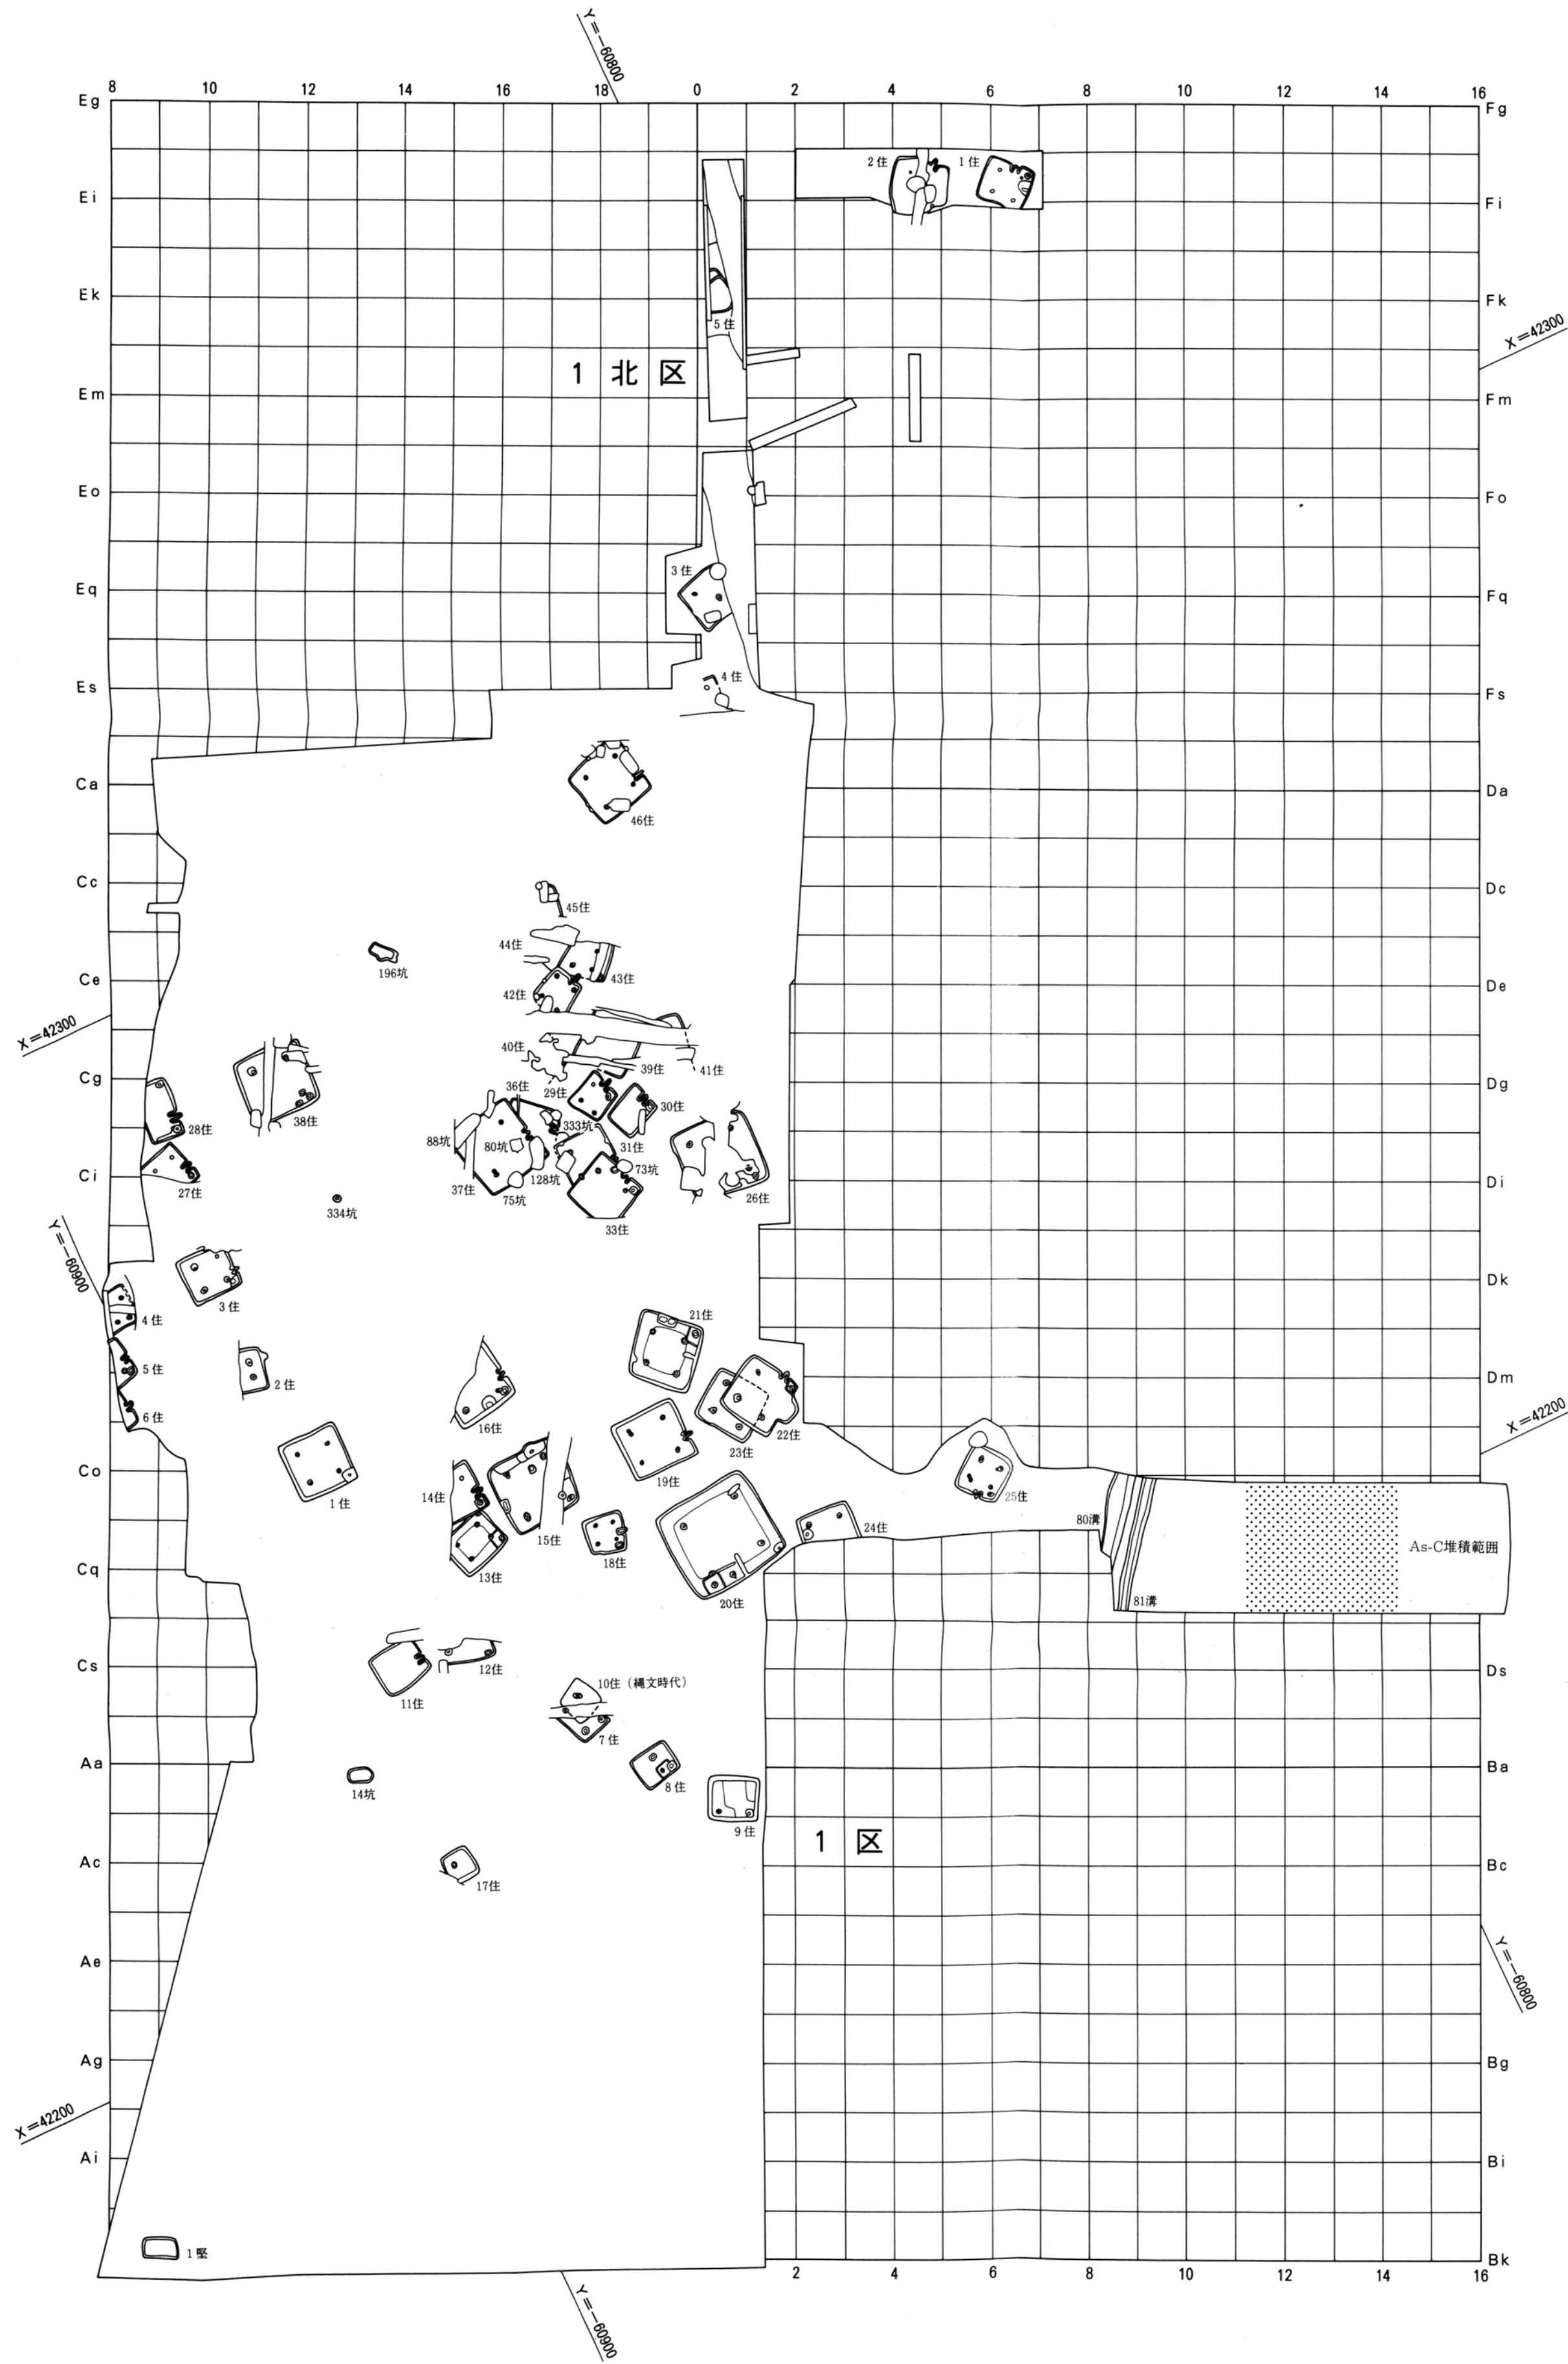 Y=-60800
8 10 12 14 16 18 0 2 4 6 8 10 12 14 16
Eg Fg
2住 1住
Ei Fi
Ek Fk
5住
X=42300
1北区
Em Fm
Eo Fo
3住
Eq Fq
4住
Es Fs
Ca Da
46住
Cc Dc
45住
44住
196坑 43住
Ce De
42住
X=42300
40住
39住 41住
Cg Dg
36住 29住
30住
38住
28住 333坑
88坑 80坑 31住
73坑
Ci Di
27住 37住 128坑
75坑 26住
334坑
33住
Y=-60900
Dk
3住
21住
4住
5住
Dm
2住
6住
16住 22住
X=42200
23住
Co
19住
14住 25住
1住
80溝
24住
15住
As-C堆積範囲
18住
Cq
13住
20住 81溝
Cs Ds
12住
10住(縄文時代)
11住
7住
Aa Ba
8住
14坑
9住
1区
Ac Bc
17住
Ae
Y=-60800
Ag Bg
X=42200
Ai Bi
1竪
Bk
2 4 6 8 10 12 14 16
Y=-60900